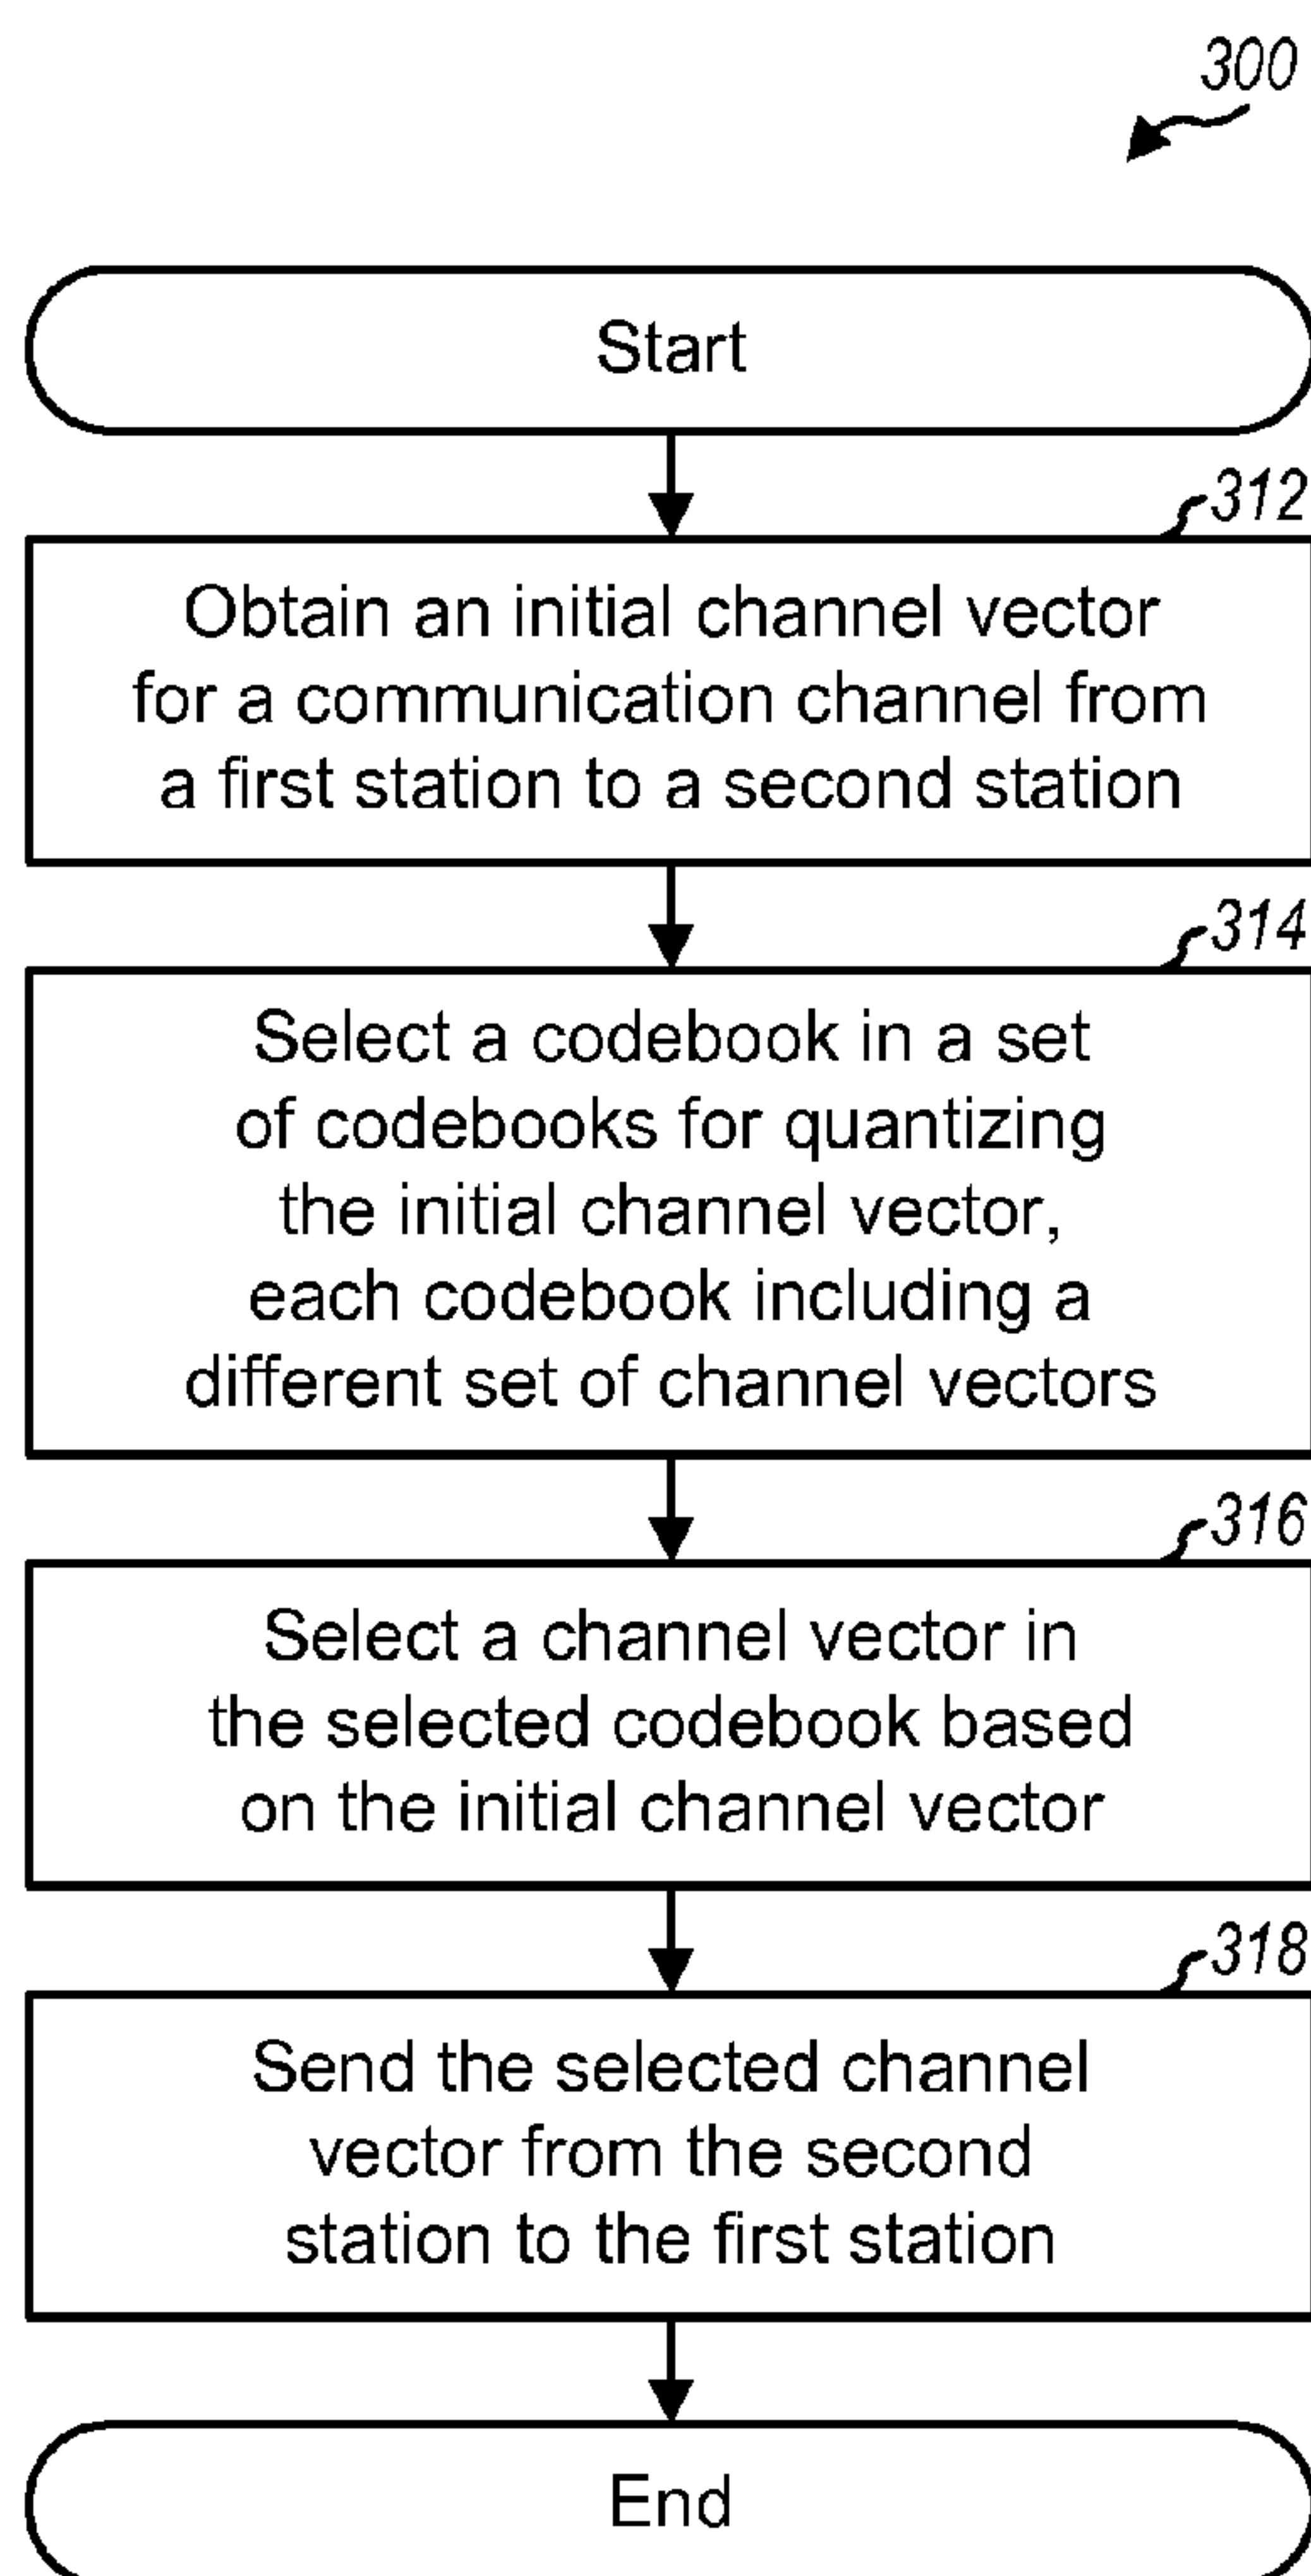 300
Start
312
Obtain an initial channel vector
for a communication channel from
a first station to a second station
314
Select a codebook in a set
of codebooks for quantizing
the initial channel vector,
each codebook including a
different set of channel vectors
316
Select a channel vector in
the selected codebook based
on the initial channel vector
318
Send the selected channel
vector from the second
station to the first station
End